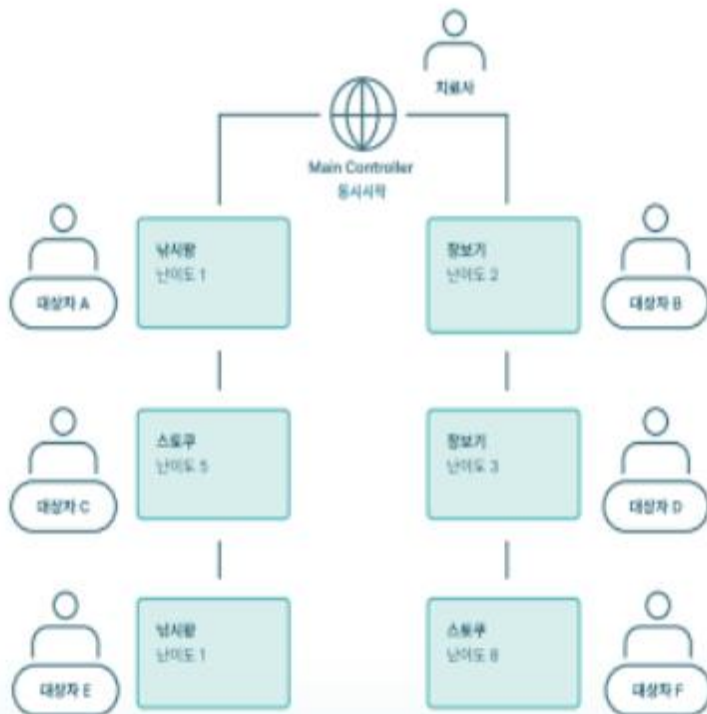 치료사
Main Controller
동시시작
낚시왕
난이도 1
대상자 A
장보기
난이도 2
대상자 B
스토쿠
난이도 5
대상자 C
장보기
난이도 3
대상자 D
낚시왕
난이도 1
대상자 E
스토쿠
난이도 8
대상자 F